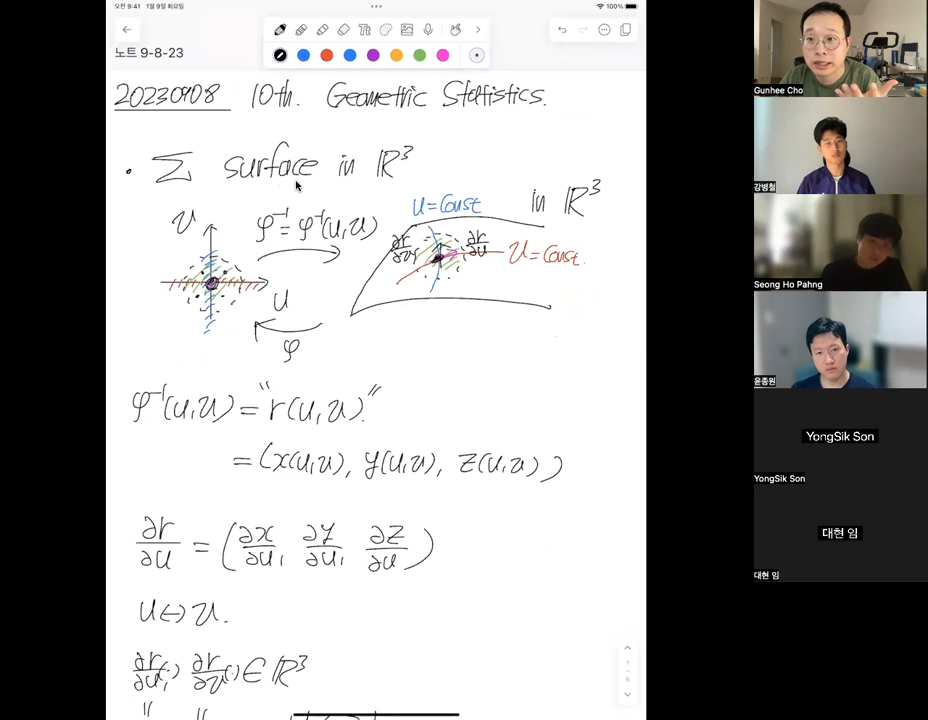 오전 9:41 1월 9일 화요일
100%
노트 9-8-23
20230908 10th. Geometric Statistics.
• Σ surface in ℝ³
v φ⁻¹ = φ⁻¹(u,v) u = const in ℝ³
∂r/∂v ∂r/∂u v = const.
u
φ
φ⁻¹(u,v) = "r(u,v)"
= (x(u,v), y(u,v), z(u,v))
∂r/∂u = (∂x/∂u, ∂y/∂u, ∂z/∂u)
u ↔ v.
∂r/∂u(·), ∂r/∂v(·) ∈ ℝ³
" "
Gunhee Cho
강병철
Seong Ho Pahng
윤종원
YongSik Son
YongSik Son
대현 임
대현 임